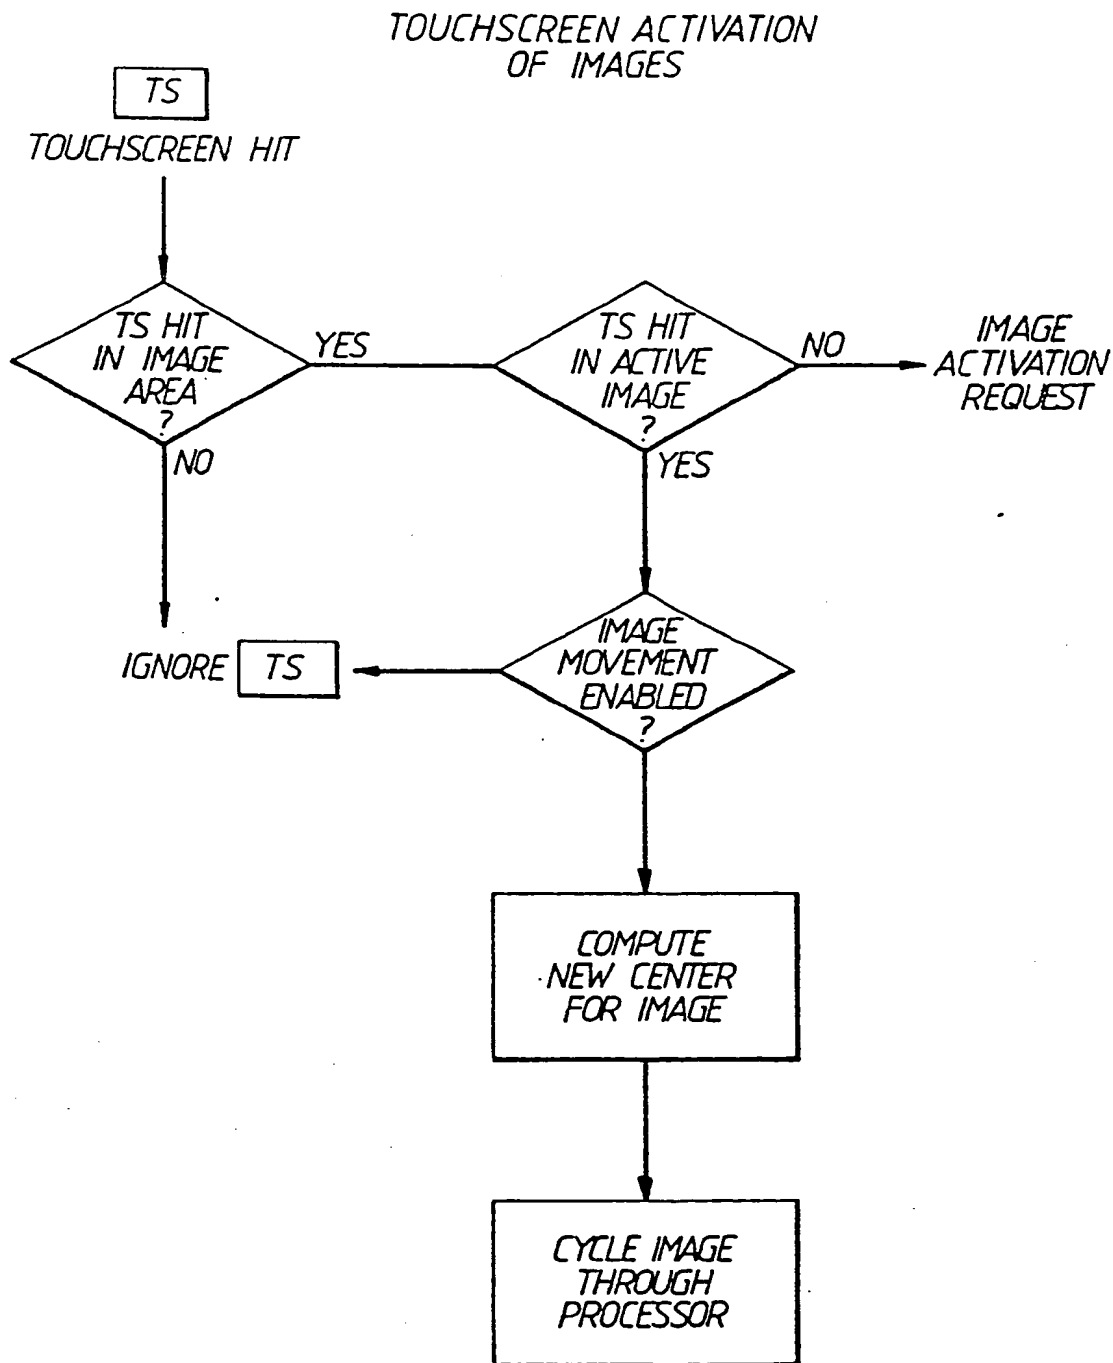 TOUCHSCREEN ACTIVATION
OF IMAGES
TS
TOUCHSCREEN HIT
TS HIT
IN IMAGE
AREA
?
YES
NO
TS HIT
IN ACTIVE
IMAGE
?
NO
YES
IMAGE
ACTIVATION
REQUEST
IMAGE
MOVEMENT
ENABLED
?
IGNORE TS
COMPUTE
NEW CENTER
FOR IMAGE
CYCLE IMAGE
THROUGH
PROCESSOR